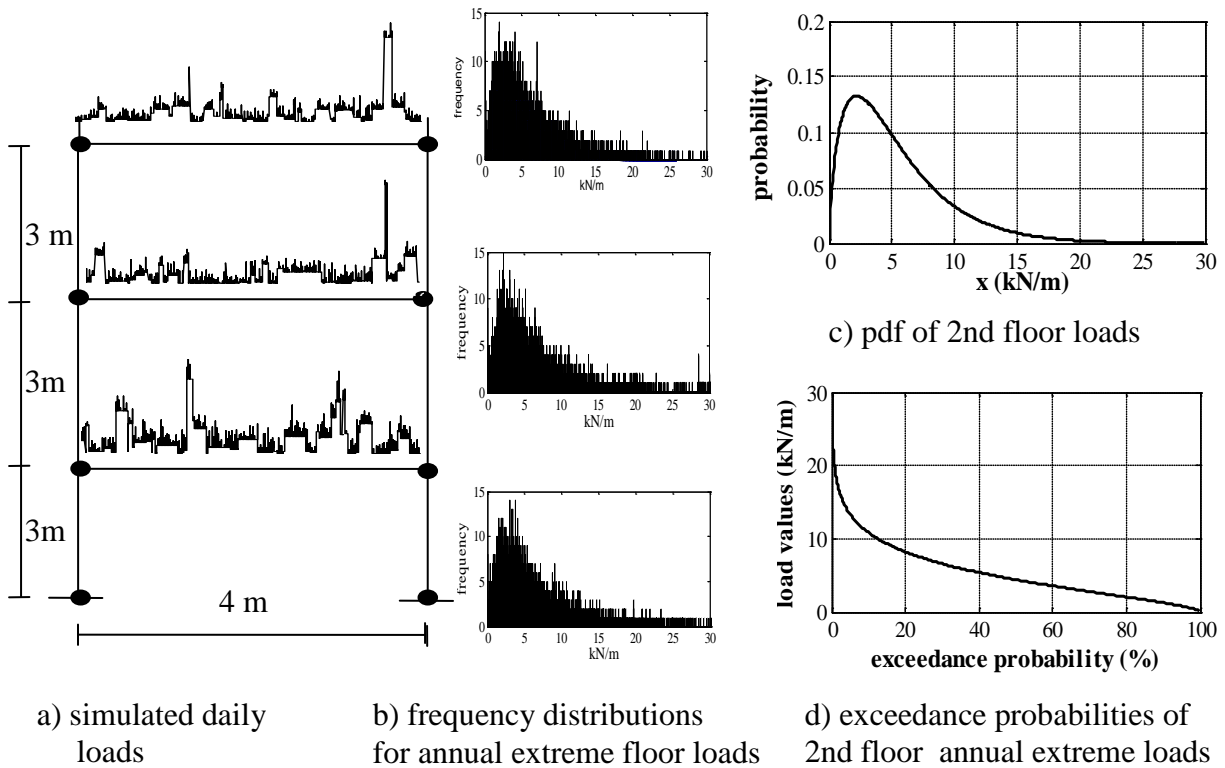 3 m
3m
3m
4 m
a) simulated daily
loads
15
10
5
0
frequency
0 5 10 15 20 25 30
kN/m
15
10
5
0
frequency
0 5 10 15 20 25 30
kN/m
15
10
5
0
frequency
0 5 10 15 20 25 30
kN/m
b) frequency distributions
for annual extreme floor loads
0.2
0.15
0.1
0.05
0
probability
0 5 10 15 20 25 30
x (kN/m)
c) pdf of 2nd floor loads
30
20
10
0
load values (kN/m)
0 20 40 60 80 100
exceedance probability (%)
d) exceedance probabilities of
2nd floor annual extreme loads